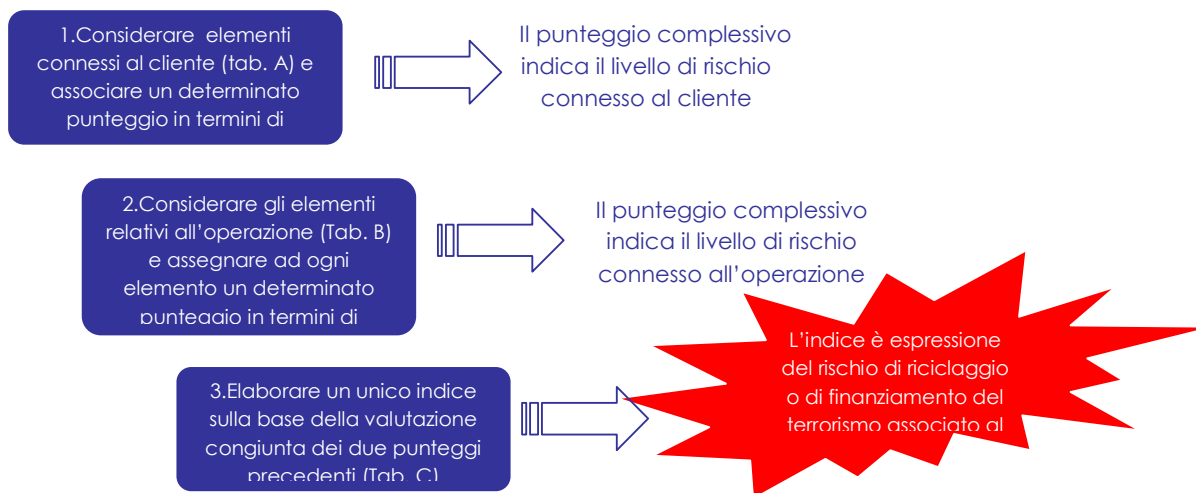 1.Considerare elementi
connessi al cliente (tab. A) e
associare un determinato
punteggio in termini di
Il punteggio complessivo
indica il livello di rischio
connesso al cliente
2.Considerare gli elementi
relativi all’operazione (Tab. B)
e assegnare ad ogni
elemento un determinato
punteggio in termini di
Il punteggio complessivo
indica il livello di rischio
connesso all’operazione
3.Elaborare un unico indice
sulla base della valutazione
congiunta dei due punteggi
precedenti (Tab. C)
L’indice è espressione
del rischio di riciclaggio
o di finanziamento del
terrorismo associato al